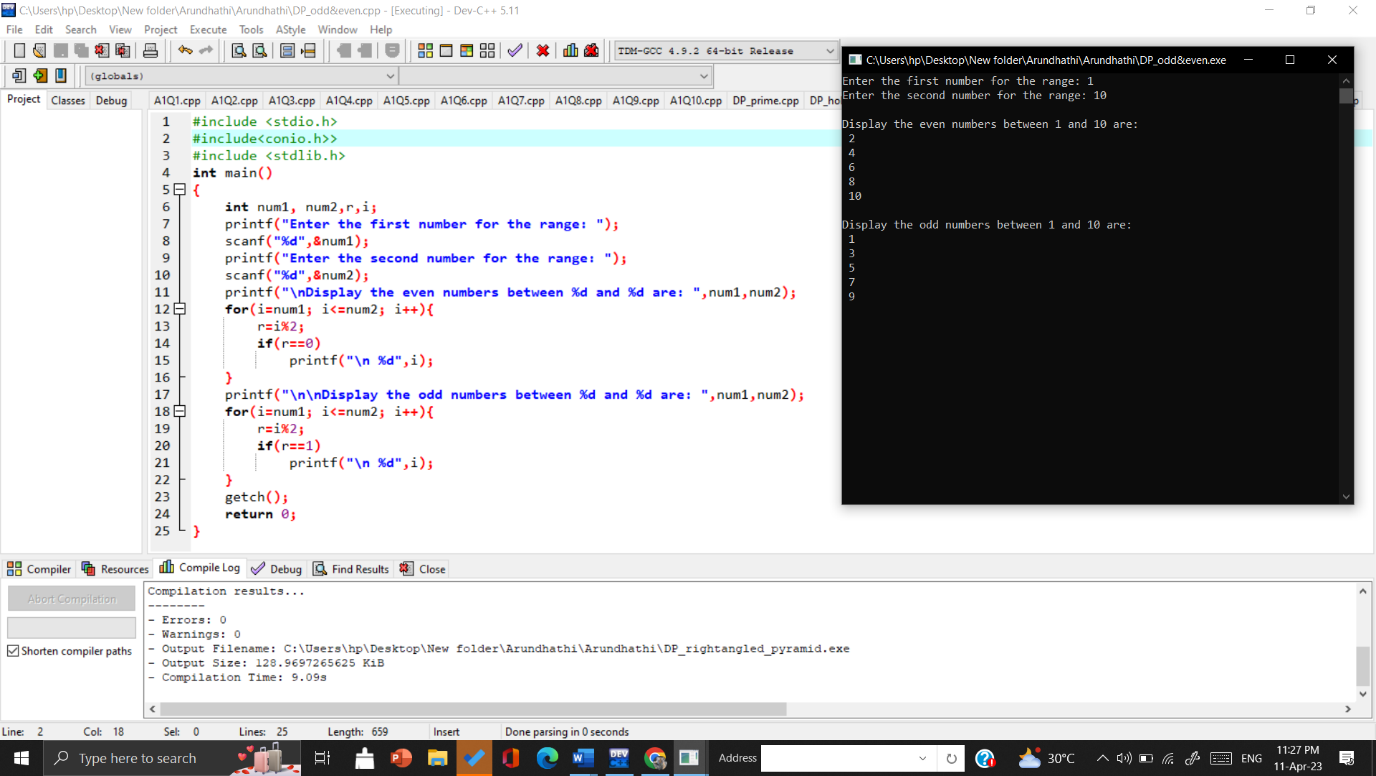 C:\Users\hp\Desktop\New folder\Arundhathi\Arundhathi\DP_odd&even.cpp - [Executing] - Dev-C++ 5.11
File Edit Search View Project Execute Tools AStyle Window Help
TDM-GCC 4.9.2 64-bit Release
(globals)
Project Classes Debug
A1Q1.cpp A1Q2.cpp A1Q3.cpp A1Q4.cpp A1Q5.cpp A1Q6.cpp A1Q7.cpp A1Q8.cpp A1Q9.cpp A1Q10.cpp DP_prime.cpp DP_ho
1 #include <stdio.h>
2 #include<conio.h>>
3 #include <stdlib.h>
4 int main()
5 {
6 int num1, num2,r,i;
7 printf("Enter the first number for the range: ");
8 scanf("%d",&num1);
9 printf("Enter the second number for the range: ");
10 scanf("%d",&num2);
11 printf("\nDisplay the even numbers between %d and %d are: ",num1,num2);
12 for(i=num1; i<=num2; i++){
13 r=i%2;
14 if(r==0)
15 printf("\n %d",i);
16 }
17 printf("\n\nDisplay the odd numbers between %d and %d are: ",num1,num2);
18 for(i=num1; i<=num2; i++){
19 r=i%2;
20 if(r==1)
21 printf("\n %d",i);
22 }
23 getch();
24 return 0;
25 }
C:\Users\hp\Desktop\New folder\Arundhathi\Arundhathi\DP_odd&even.exe
Enter the first number for the range: 1
Enter the second number for the range: 10
Display the even numbers between 1 and 10 are:
2
4
6
8
10
Display the odd numbers between 1 and 10 are:
1
3
5
7
9
Compiler Resources Compile Log Debug Find Results Close
Abort Compilation
Shorten compiler paths
Compilation results...
--------
- Errors: 0
- Warnings: 0
- Output Filename: C:\Users\hp\Desktop\New folder\Arundhathi\Arundhathi\DP_rightangled_pyramid.exe
- Output Size: 128.9697265625 KiB
- Compilation Time: 9.09s
Line: 2 Col: 18 Sel: 0 Lines: 25 Length: 659 Insert Done parsing in 0 seconds
Type here to search
DEV
Address
30°C
ENG
11:27 PM
11-Apr-23